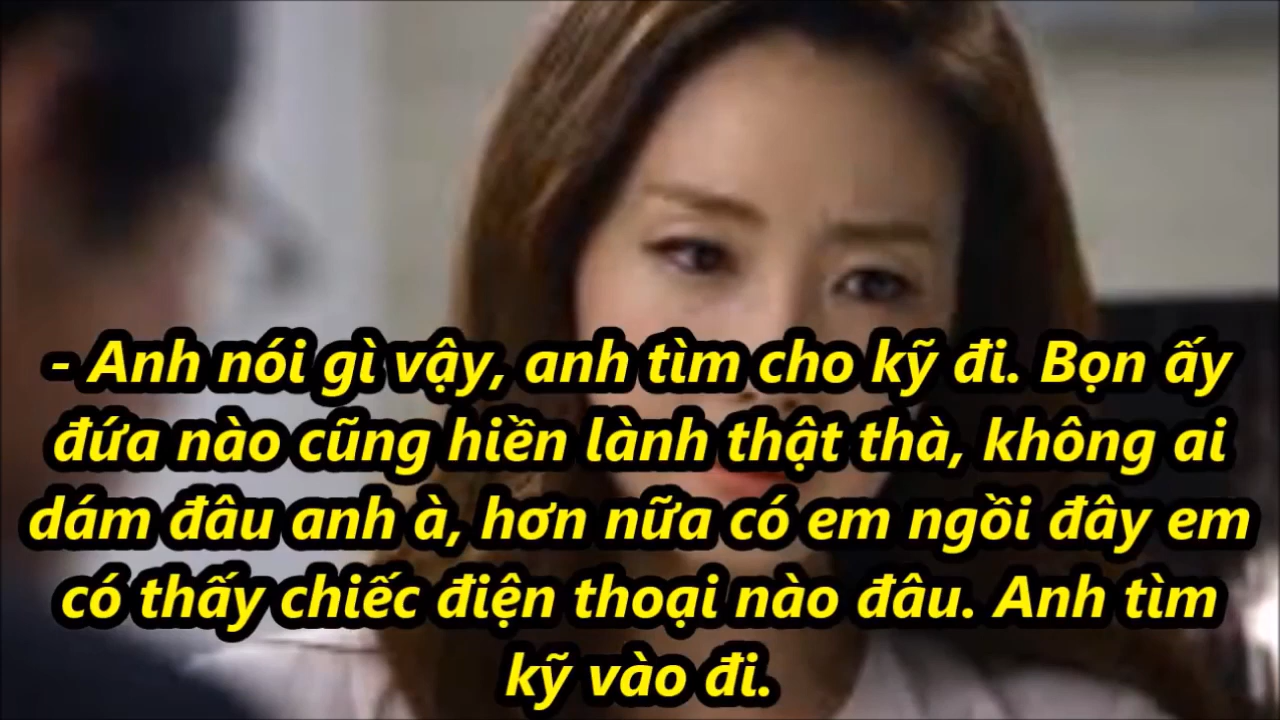 - Anh nói gì vậy, anh tìm cho kỹ đi. Bọn ấy
đứa nào cũng hiền lành thật thà, không ai
dám đâu anh à, hơn nữa có em ngồi đây em
có thấy chiếc điện thoại nào đâu. Anh tìm
kỹ vào đi.